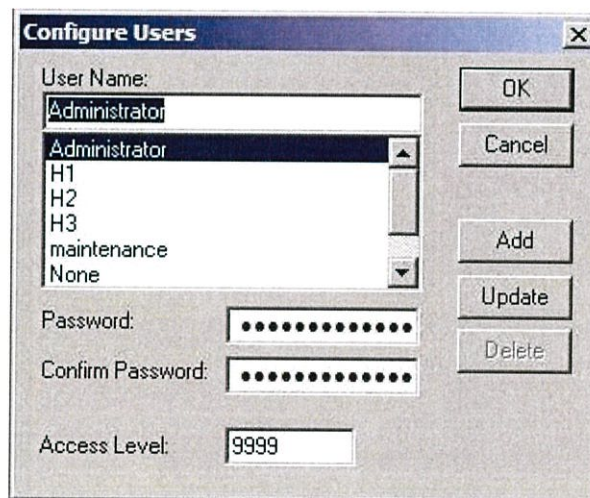 Configure Users
User Name:
Administrator
Administrator
H1
H2
H3
maintenance
None
Password:
●●●●●●●●●●●●●
Confirm Password:
●●●●●●●●●●●●●
Access Level:
9999
OK
Cancel
Add
Update
Delete